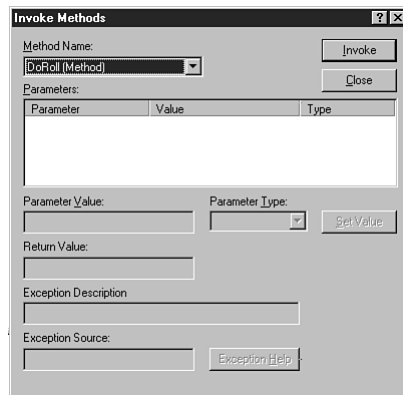 Invoke Methods
Method Name:
Invoke
DoRoll (Method)
Close
Parameters:
Parameter Value Type
Parameter Value: Parameter Type:
Set Value
Return Value:
Exception Description
Exception Source:
Exception Help